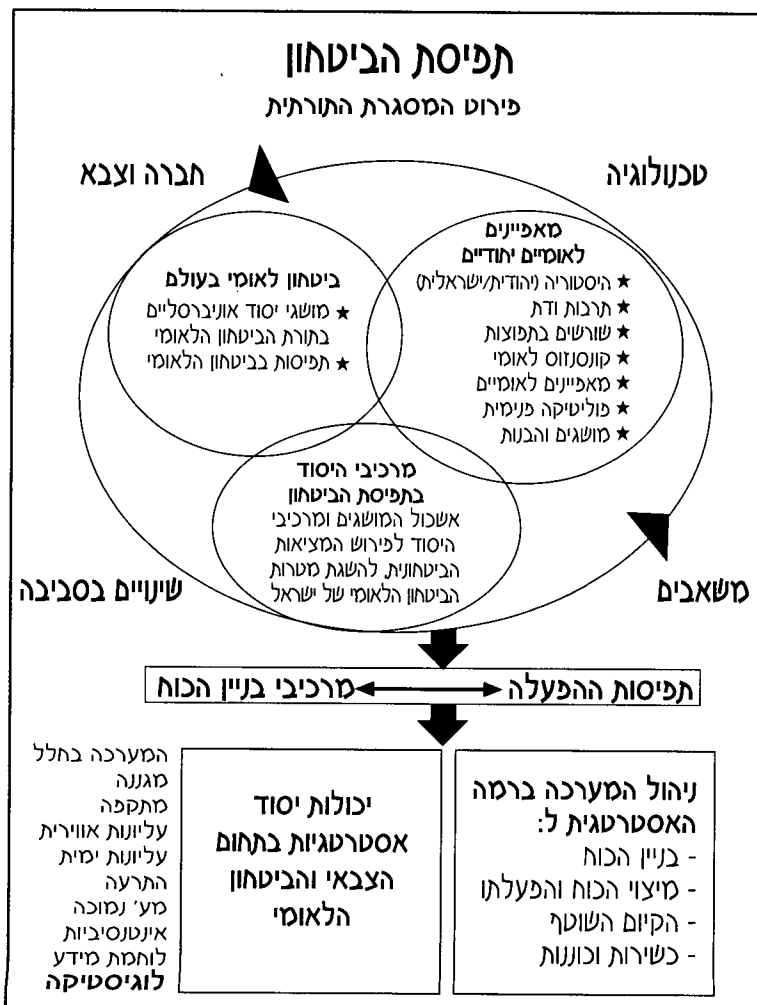 תפיסת הביטחון
פירוט המסגרת התורתית
טכנולוגיה
חברה וצבא
מאפיינים
לאומיים יחודיים
★ היסטוריה (יהודית/ישראלית)
★ תרבות ודת
★ שורשים בתפוצות
★ קונסנזוס לאומי
★ מאפיינים לאומיים
★ פוליטיקה פנימית
★ מושגים והבנות
ביטחון לאומי בעולם
★ מושגי יסוד אוניברסליים
בתורת הביטחון הלאומי
★ תפיסות בביטחון הלאומי
מרכיבי היסוד
בתפיסת הביטחון
אשכול המושגים ומרכיבי
היסוד לפירוש המציאות
הביטחונית, להשגת מטרות
הביטחון הלאומי של ישראל
משאבים
שינויים בסביבה
תפיסות ההפעלה
מרכיבי בניין הכוח
ניהול המערכה ברמה
האסטרטגית ל:
- בניין הכוח
- מיצוי הכוח והפעלתו
- הקיום השוטף
- כשירות וכוננות
יכולות יסוד
אסטרטגיות בתחום
הצבאי והביטחון
הלאומי
המערכה בחלל
מגננה
מתקפה
עליונות אווירית
עליונות ימית
התרעה
מע' נמוכה
אינטנסיביות
לוחמת מידע
לוגיסטיקה